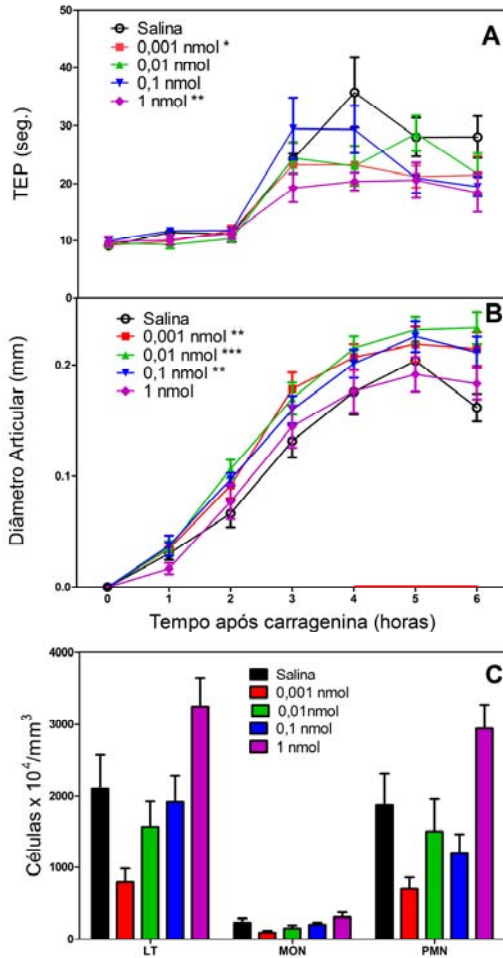 A
Salina
0,001 nmol *
0,01 nmol
0,1 nmol
1 nmol **
TEP (seg.)
50
40
30
20
10
0
B
Salina
0,001 nmol **
0,01 nmol ***
0,1 nmol **
1 nmol
Diâmetro Articular (mm)
0.2
0.1
0.0
0 1 2 3 4 5 6
Tempo após carragenina (horas)
C
Salina
0,001 nmol
0,01nmol
0,1 nmol
1 nmol
Células x 10⁴/mm³
4000
3000
2000
1000
0
LT MON PMN